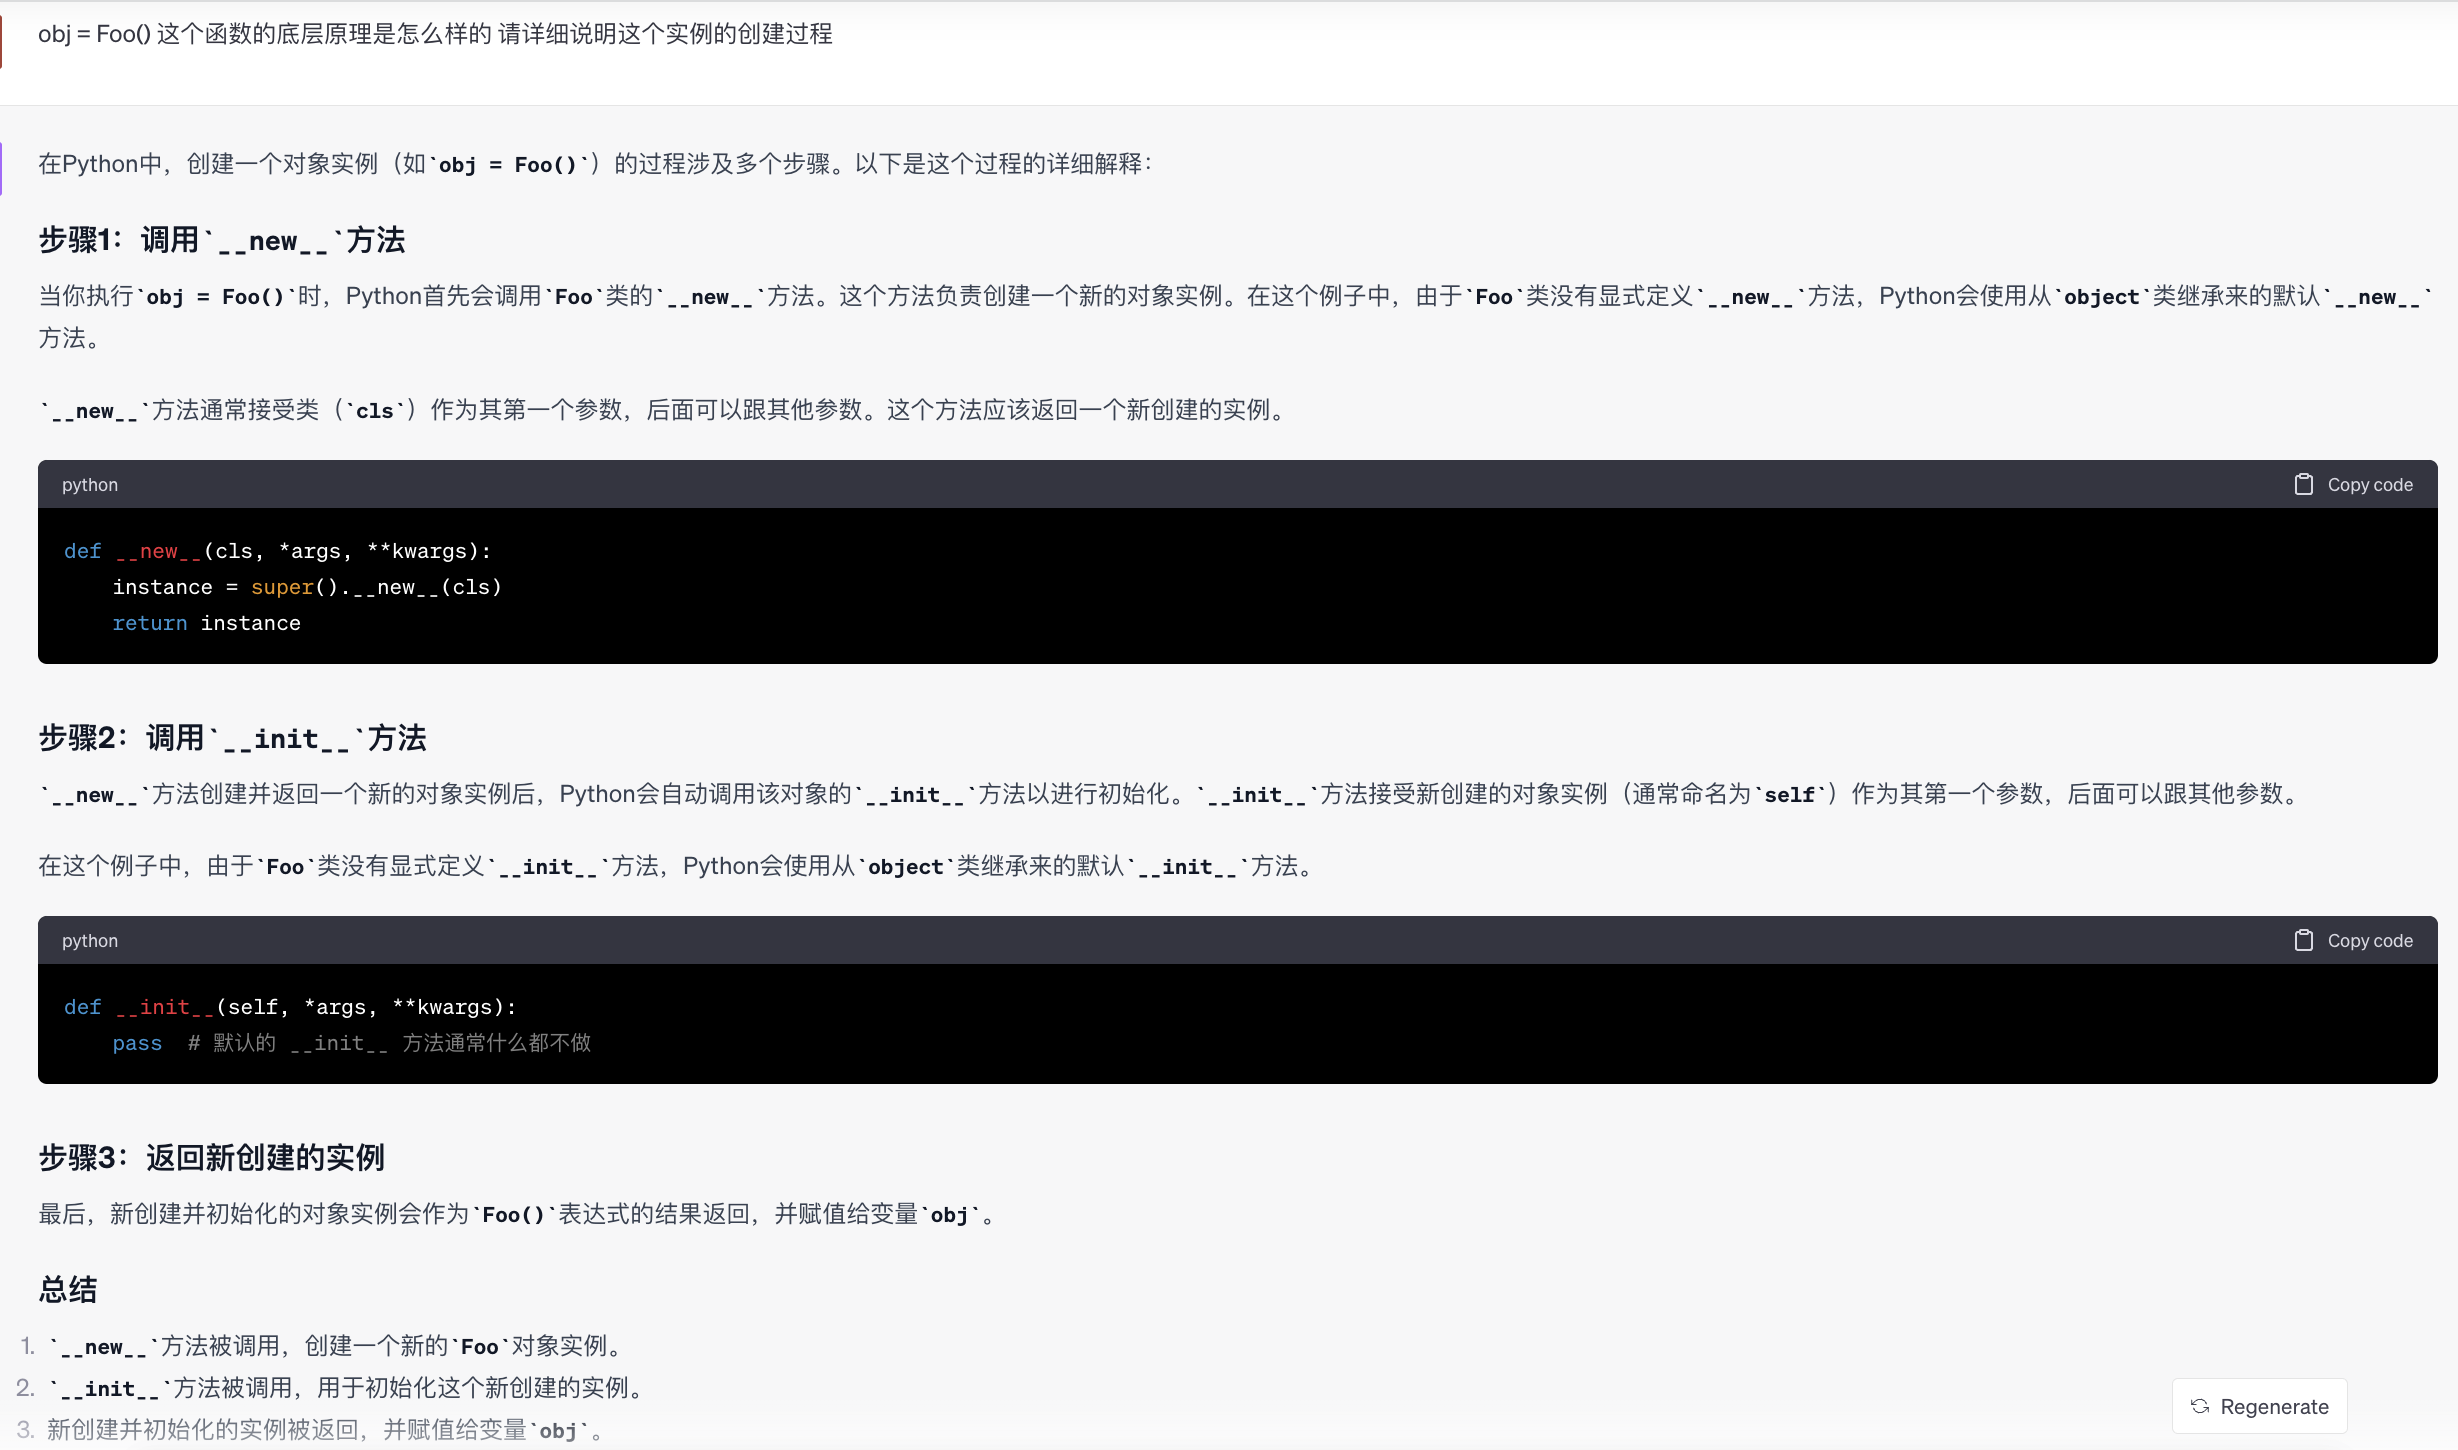 obj = Foo() 这个函数的底层原理是怎么样的 请详细说明这个实例的创建过程
在Python中，创建一个对象实例（如`obj = Foo()`）的过程涉及多个步骤。以下是这个过程的详细解释：
步骤1：调用`__new__`方法
当你执行`obj = Foo()`时，Python首先会调用`Foo`类的`__new__`方法。这个方法负责创建一个新的对象实例。在这个例子中，由于`Foo`类没有显式定义`__new__`方法，Python会使用从`object`类继承来的默认`__new__`
方法。
`__new__`方法通常接受类（`cls`）作为其第一个参数，后面可以跟其他参数。这个方法应该返回一个新创建的实例。
python Copy code
def __new__(cls, *args, **kwargs):
    instance = super().__new__(cls)
    return instance
步骤2：调用`__init__`方法
`__new__`方法创建并返回一个新的对象实例后，Python会自动调用该对象的`__init__`方法以进行初始化。`__init__`方法接受新创建的对象实例（通常命名为`self`）作为其第一个参数，后面可以跟其他参数。
在这个例子中，由于`Foo`类没有显式定义`__init__`方法，Python会使用从`object`类继承来的默认`__init__`方法。
python Copy code
def __init__(self, *args, **kwargs):
    pass  # 默认的 __init__ 方法通常什么都不做
步骤3：返回新创建的实例
最后，新创建并初始化的对象实例会作为`Foo()`表达式的结果返回，并赋值给变量`obj`。
总结
1. `__new__`方法被调用，创建一个新的`Foo`对象实例。
2. `__init__`方法被调用，用于初始化这个新创建的实例。
Regenerate
3. 新创建并初始化的实例被返回，并赋值给变量`obj`。